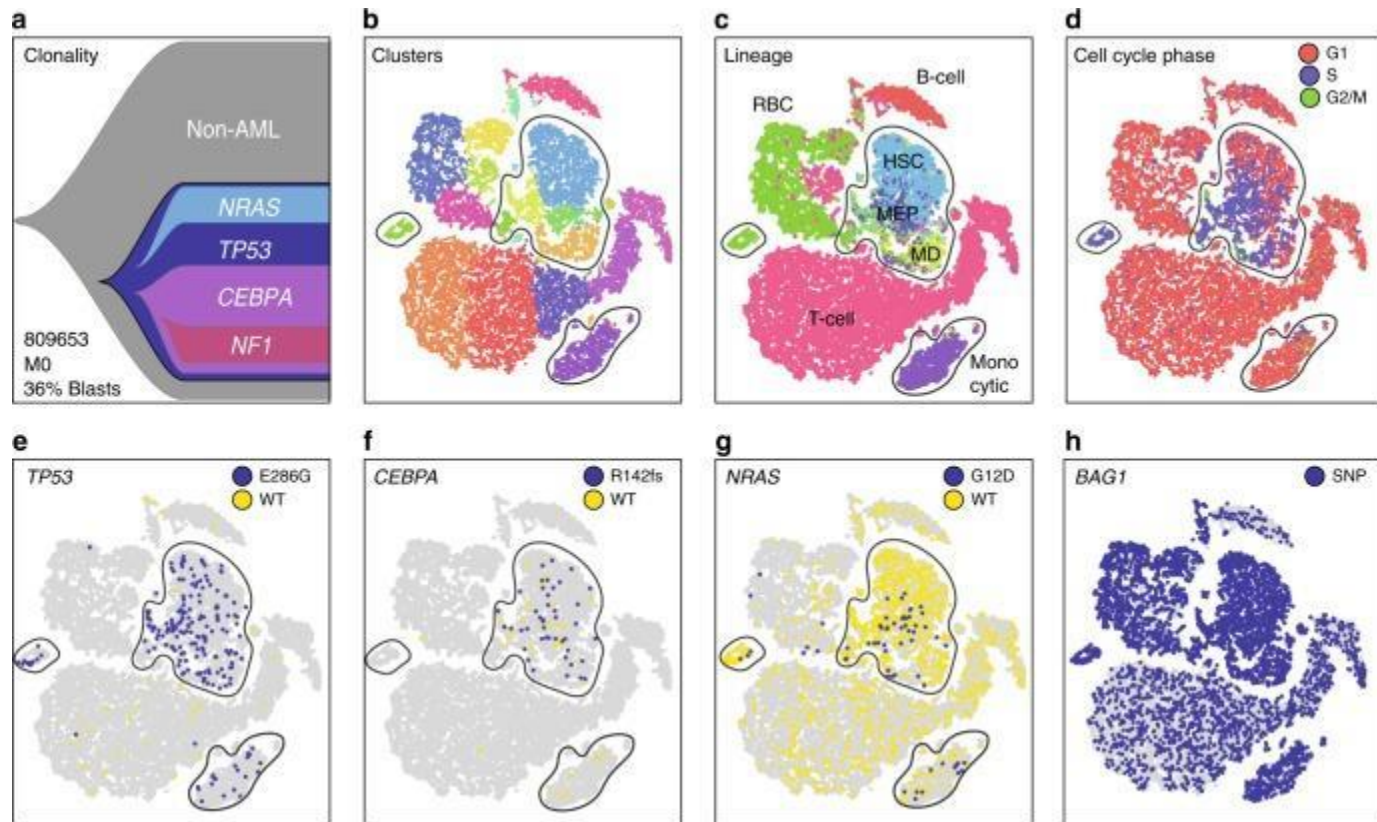 a
Clonality
Non-AML
NRAS
TP53
CEBPA
NF1
809653
M0
36% Blasts
b
Clusters
c
Lineage
B-cell
RBC
HSC
MEP
MD
T-cell
Mono
cytic
d
Cell cycle phase
G1
S
G2/M
e
TP53
E286G
WT
f
CEBPA
R142fs
WT
g
NRAS
G12D
WT
h
BAG1
SNP